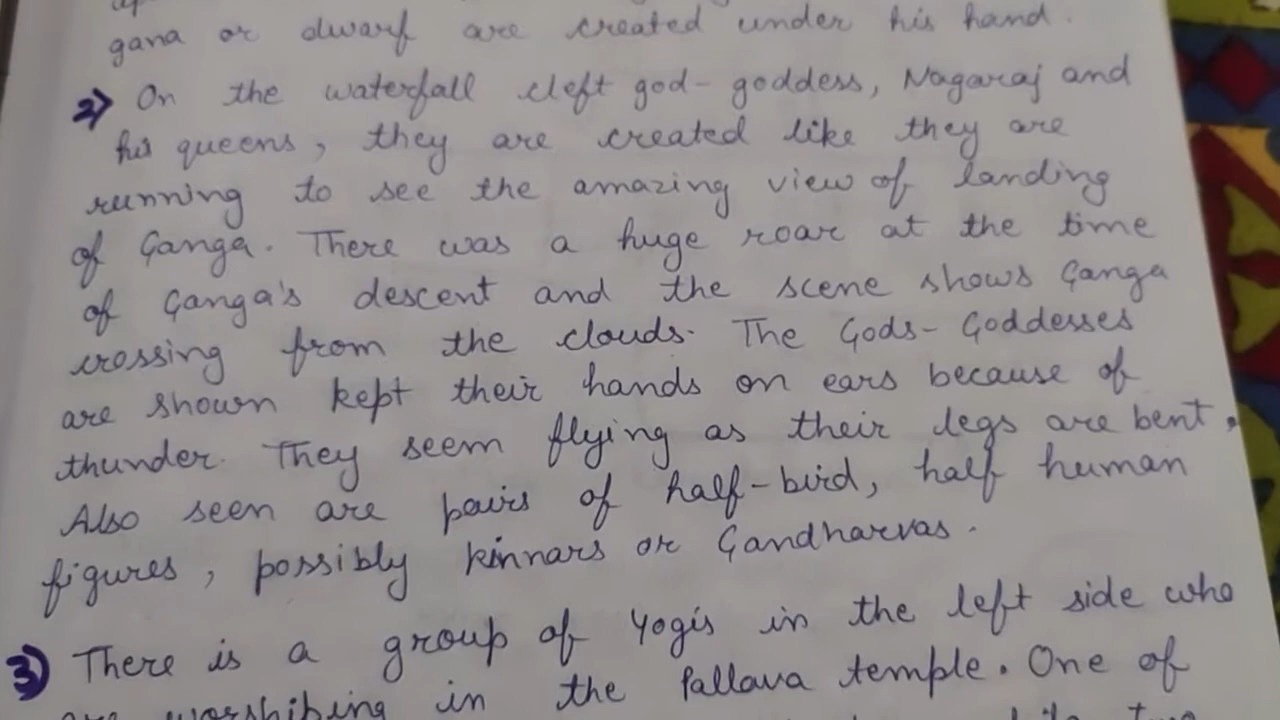 gana or dwarf are created under his hand.
2) On the waterfall cleft god-goddess, Nagaraj and
his queens, they are created like they are
running to see the amazing view of landing
of Ganga. There was a huge roar at the time
of Ganga's descent and the scene shows Ganga
crossing from the clouds. The Gods-Goddesses
are shown kept their hands on ears because of
thunder. They seem flying as their legs are bent.
Also seen are pairs of half-bird, half human
figures, possibly kinnars or Gandharvas.
3) There is a group of Yogis in the left side who
are worshibing in the Pallava temple. One of